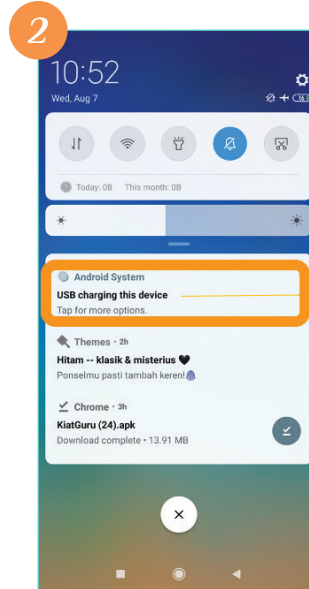 2
10:52
Wed, Aug 7
Today: 0B This month: 0B
Android System
USB charging this device
Tap for more options.
Themes · 2h
Hitam -- klasik & misterius 🖤
Ponselmu pasti tambah keren!
Chrome · 3h
KiatGuru (24).apk
Download complete · 13.91 MB